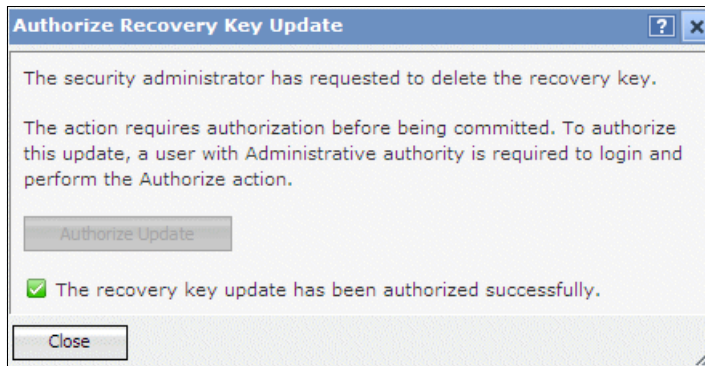 Authorize Recovery Key Update
?
The security administrator has requested to delete the recovery key.
The action requires authorization before being committed. To authorize
this update, a user with Administrative authority is required to login and
perform the Authorize action.
Authorize Update
The recovery key update has been authorized successfully.
Close